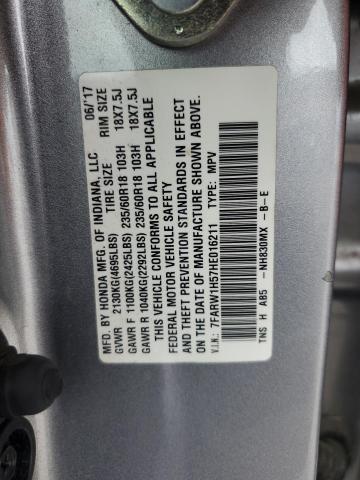 MFD. BY HONDA MFG. OF INDIANA, LLC 06/'17
TIRE SIZE RIM SIZE
GVWR 2130KG(4695LBS)
GAWR F 1100KG(2425LBS) 235/60R18 103H 18X7.5J
GAWR R 1040KG(2292LBS) 235/60R18 103H 18X7.5J
THIS VEHICLE CONFORMS TO ALL APPLICABLE
FEDERAL MOTOR VEHICLE SAFETY
AND THEFT PREVENTION STANDARDS IN EFFECT
ON THE DATE OF MANUFACTURE SHOWN ABOVE.
V.I.N.: 7FARW1H57HE016211 TYPE: MPV
TNS H AB5 -NH830MX -B-E